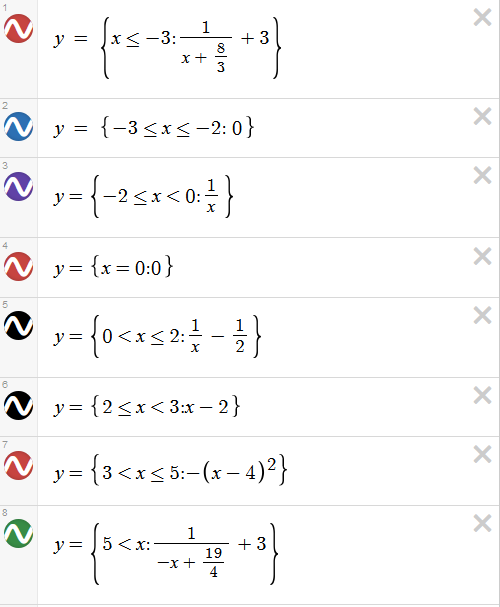 1
y = {x ≤ −3: 1/(x + 8/3) + 3}
2
y = {−3 ≤ x ≤ −2: 0}
3
y = {−2 ≤ x < 0: 1/x}
4
y = {x = 0:0}
5
y = {0 < x ≤ 2: 1/x − 1/2}
6
y = {2 ≤ x < 3:x − 2}
7
y = {3 < x ≤ 5:−(x − 4)²}
8
y = {5 < x: 1/(−x + 19/4) + 3}